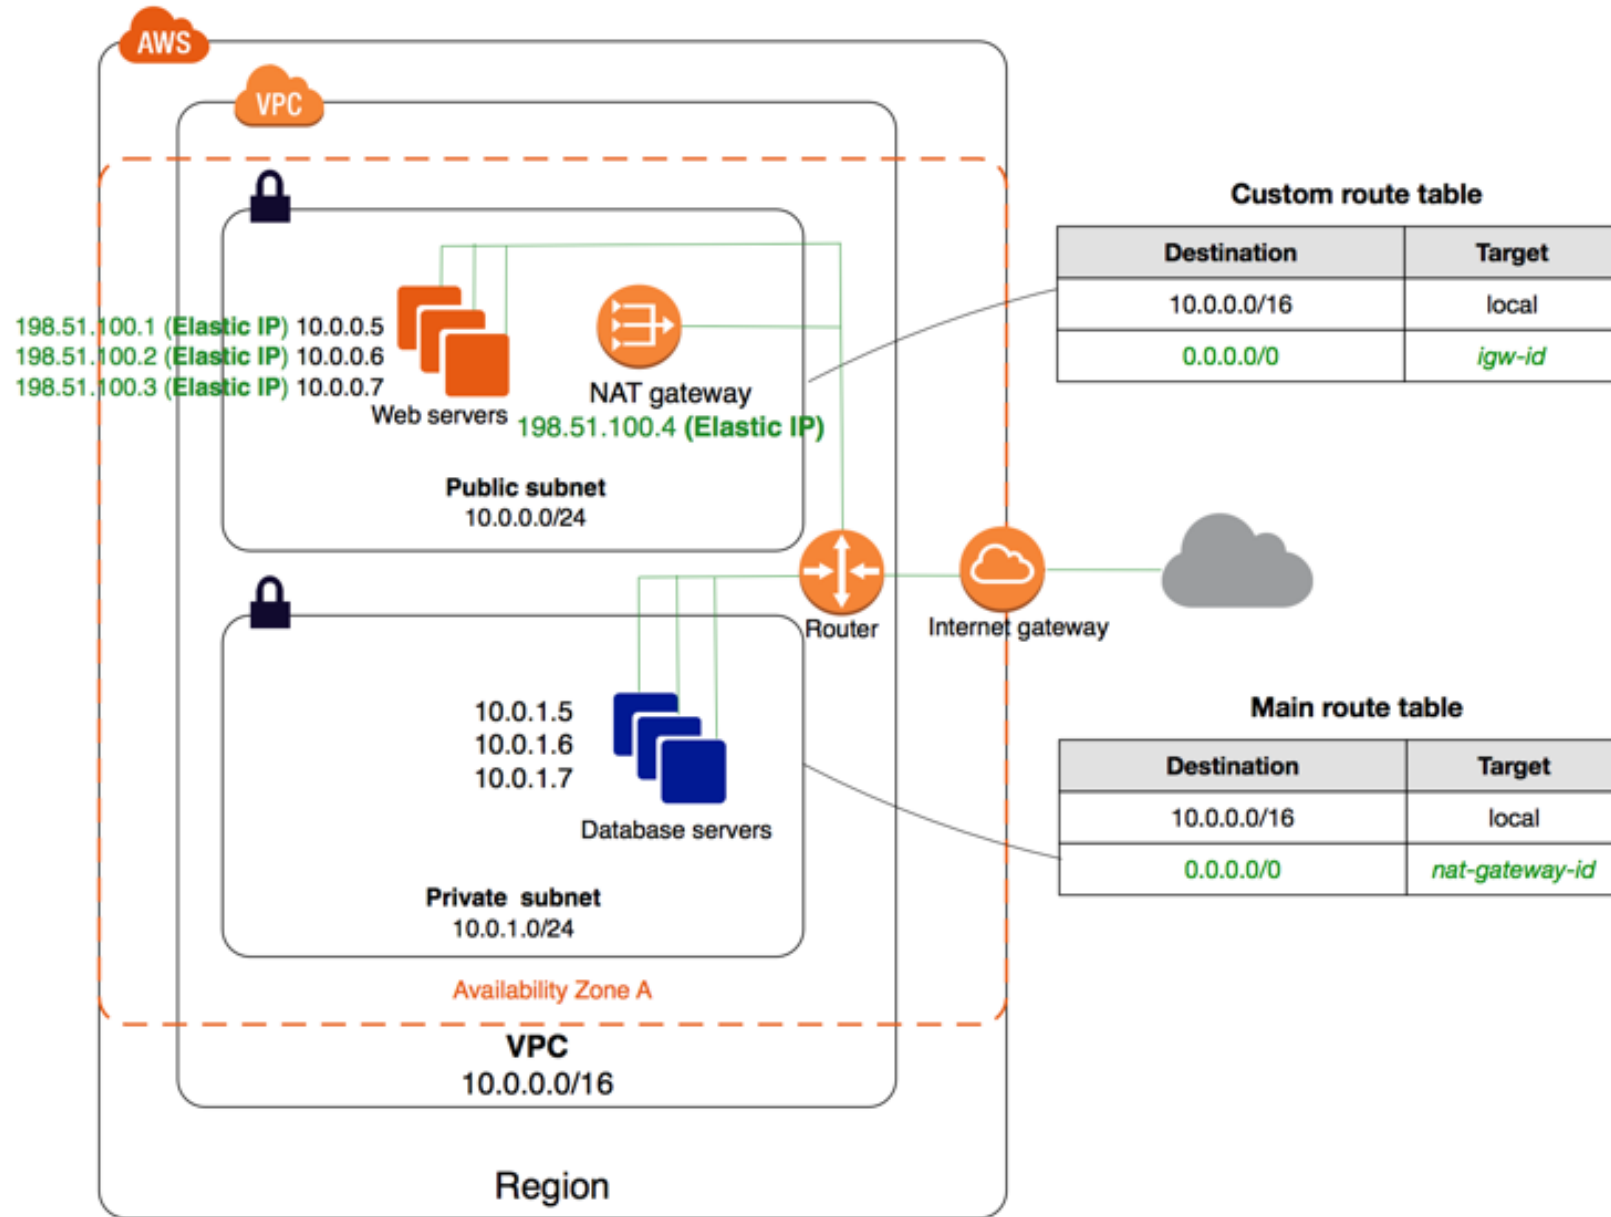 AWS
VPC
198.51.100.1 (Elastic IP) 10.0.0.5
198.51.100.2 (Elastic IP) 10.0.0.6
198.51.100.3 (Elastic IP) 10.0.0.7
Web servers
NAT gateway
198.51.100.4 (Elastic IP)
Public subnet
10.0.0.0/24
Custom route table
Destination Target
10.0.0.0/16 local
0.0.0.0/0 igw-id
Router
Internet gateway
10.0.1.5
10.0.1.6
10.0.1.7
Database servers
Private subnet
10.0.1.0/24
Main route table
Destination Target
10.0.0.0/16 local
0.0.0.0/0 nat-gateway-id
Availability Zone A
VPC
10.0.0.0/16
Region